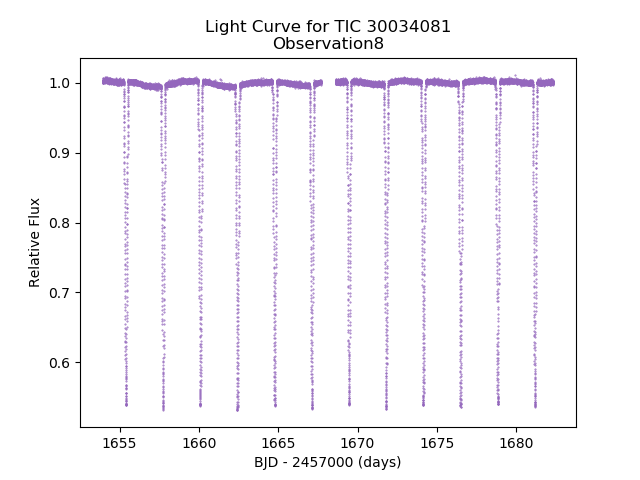 Light Curve for TIC 30034081
Observation8
1.0
0.9
0.8
0.7
0.6
Relative Flux
1655
1660
1665
1670
1675
1680
BJD - 2457000 (days)